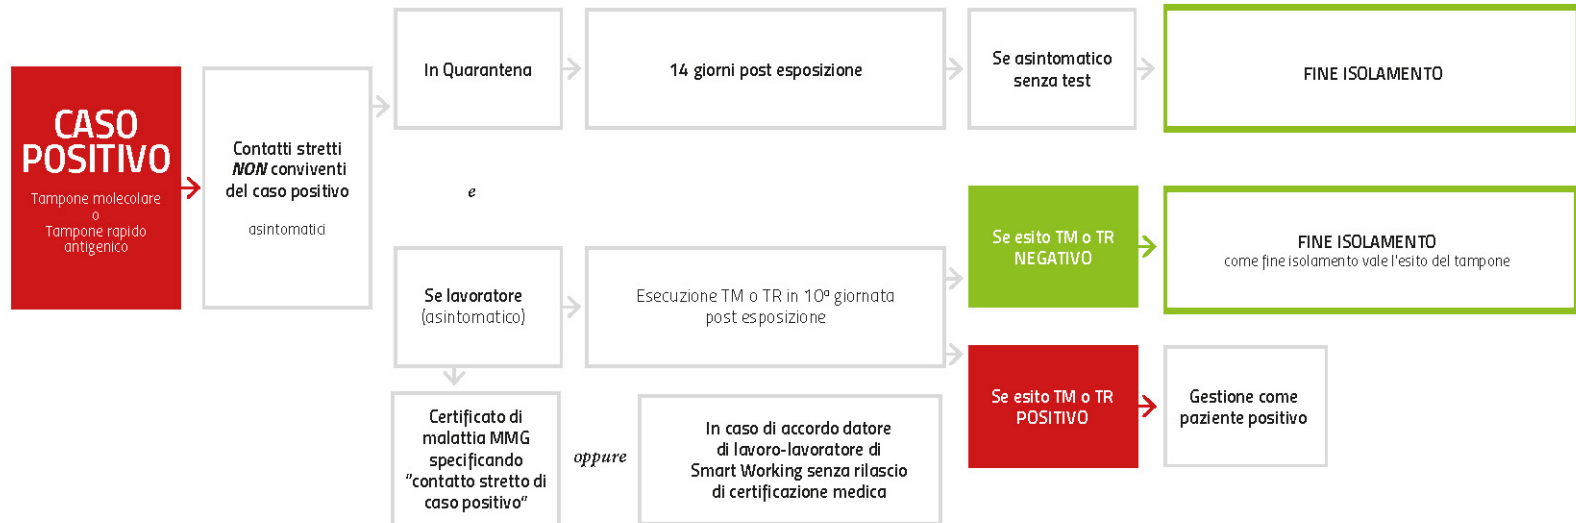 CASO
POSITIVO
Tampone molecolare
o
Tampone rapido
antigenico
Contatti stretti
NON conviventi
del caso positivo
asintomatici
In Quarantena
14 giorni post esposizione
Se asintomatico
senza test
FINE ISOLAMENTO
e
Se lavoratore
(asintomatico)
Esecuzione TM o TR in 10ª giornata
post esposizione
Se esito TM o TR
NEGATIVO
FINE ISOLAMENTO
come fine isolamento vale l'esito del tampone
Se esito TM o TR
POSITIVO
Gestione come
paziente positivo
Certificato di
malattia MMG
specificando
"contatto stretto di
caso positivo"
oppure
In caso di accordo datore
di lavoro-lavoratore di
Smart Working senza rilascio
di certificazione medica